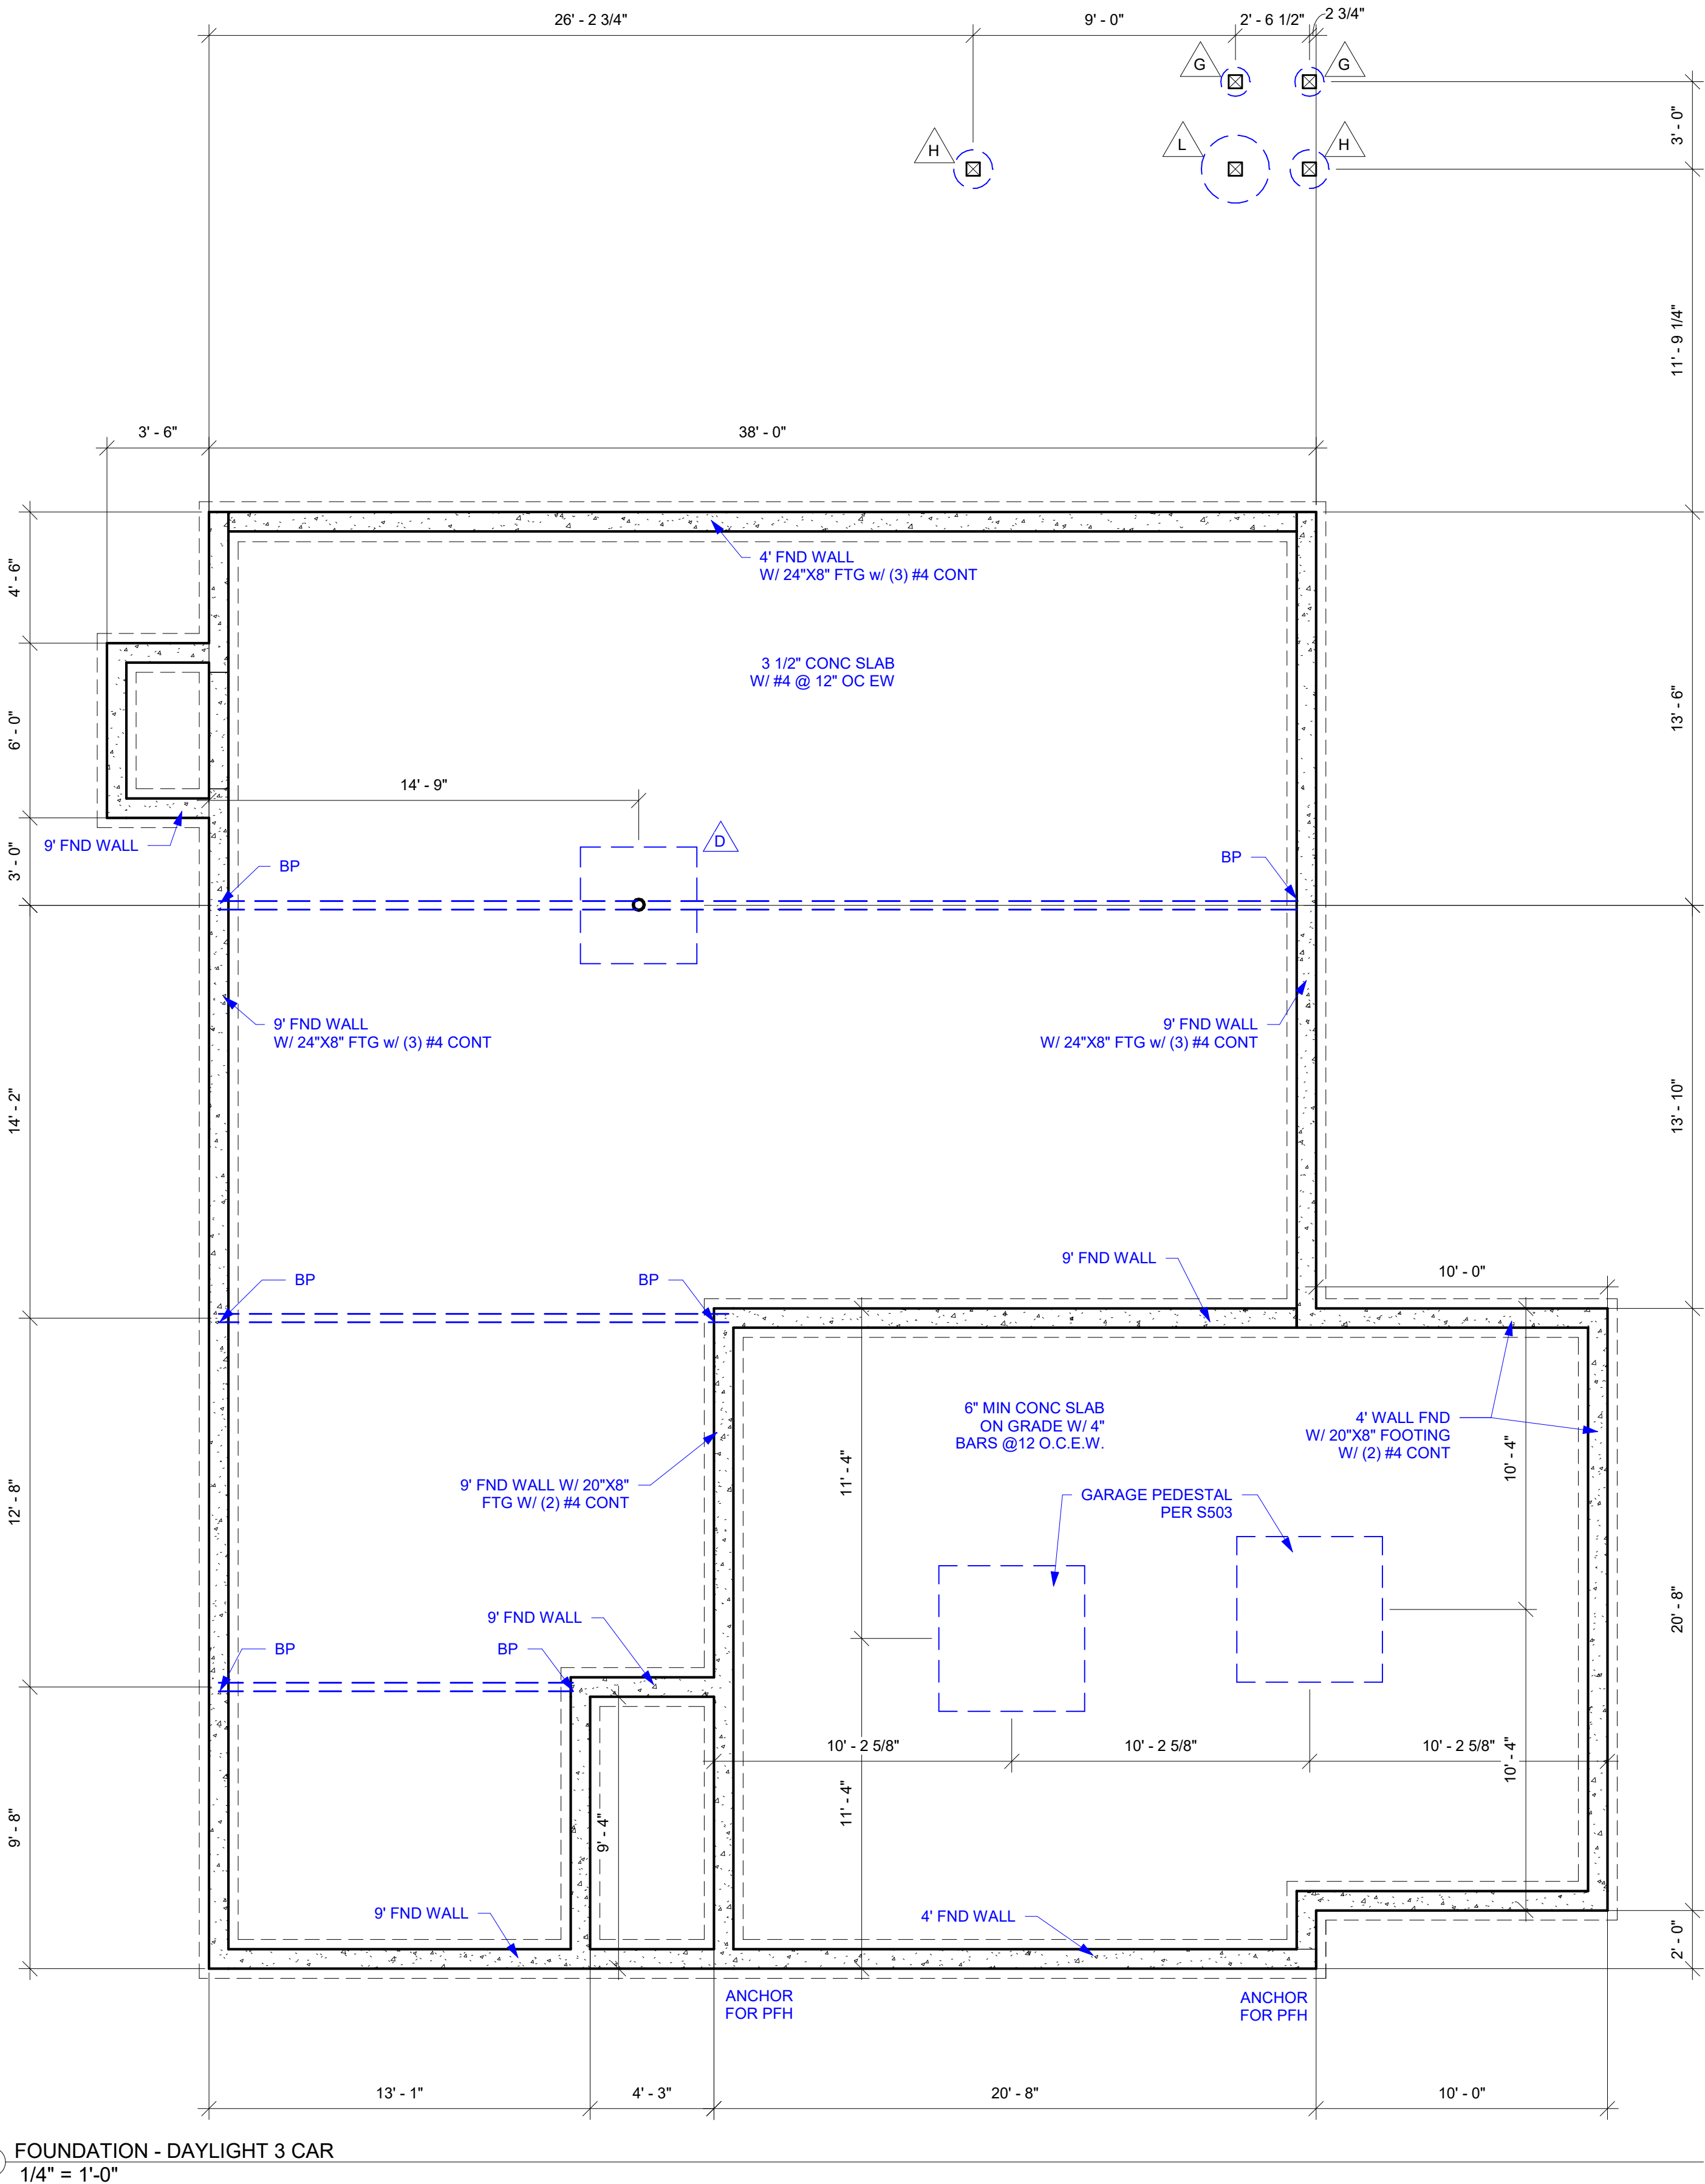 26' - 2 3/4"
9' - 0"
2' - 6 1/2"
2 3/4"
G
G
3' - 0"
H
L
H
11' - 9 1/4"
3' - 6"
38' - 0"
4' - 6"
4' FND WALL
W/ 24"X8" FTG w/ (3) #4 CONT
3 1/2" CONC SLAB
W/ #4 @ 12" OC EW
6' - 0"
13' - 6"
14' - 9"
D
9' FND WALL
3' - 0"
BP
BP
9' FND WALL
W/ 24"X8" FTG w/ (3) #4 CONT
9' FND WALL
W/ 24"X8" FTG w/ (3) #4 CONT
14' - 2"
13' - 10"
9' FND WALL
10' - 0"
BP
BP
6" MIN CONC SLAB
ON GRADE W/ 4"
BARS @12 O.C.E.W.
4' WALL FND
W/ 20"X8" FOOTING
W/ (2) #4 CONT
11' - 4"
10' - 4"
9' FND WALL W/ 20"X8"
FTG W/ (2) #4 CONT
12' - 8"
GARAGE PEDESTAL
PER S503
20' - 8"
9' FND WALL
BP
BP
10' - 2 5/8"
10' - 2 5/8"
10' - 2 5/8"
10' - 4"
11' - 4"
9' - 4"
9' - 8"
9' FND WALL
4' FND WALL
2' - 0"
ANCHOR
FOR PFH
ANCHOR
FOR PFH
13' - 1"
4' - 3"
20' - 8"
10' - 0"
FOUNDATION - DAYLIGHT 3 CAR
1/4" = 1'-0"